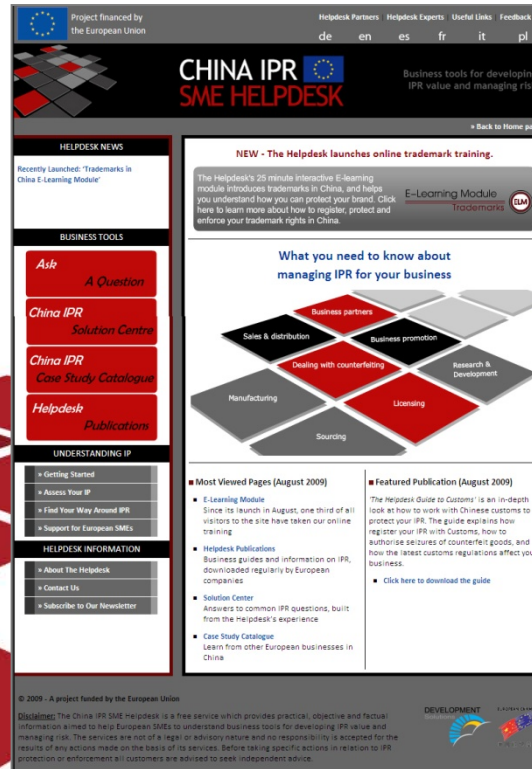 Project financed by
the European Union
Helpdesk Partners Helpdesk Experts Useful Links Feedback
de en es fr it pl
CHINA IPR
SME HELPDESK
Business tools for developing
IPR value and managing
» Back to Home
HELPDESK NEWS
Recently Launched: 'Trademarks in
China E-Learning Module'
BUSINESS TOOLS
Ask
A Question
China IPR
Solution Centre
China IPR
Case Study Catalogue
Helpdesk
Publications
UNDERSTANDING IP
» Getting Started
» Assess Your IP
» Find Your Way Around IPR
» Support for European SMEs
HELPDESK INFORMATION
» About The Helpdesk
» Contact Us
» Subscribe to Our Newsletter
NEW - The Helpdesk launches online trademark training.
The Helpdesk's 25 minute interactive E-learning
module introduces trademarks in China, and helps
you understand how you can protect your brand. Click
here to learn more about how to register, protect and
enforce your trademark rights in China.
E-Learning Module
Trademarks
ELM
What you need to know about
managing IPR for your business
Business partners
Sales & distribution
Business promotion
Dealing with counterfeiting
Research &
Development
Manufacturing
Licensing
Sourcing
Most Viewed Pages (August 2009)
E-Learning Module
Since its launch in August, one third of all
visitors to the site have taken our online
training
Helpdesk Publications
Business guides and information on IPR,
downloaded regularly by European
companies
Solution Center
Answers to common IPR questions, built
from the Helpdesk's experience
Case Study Catalogue
Learn from other European businesses in
China
Featured Publication (August 2009)
'The Helpdesk Guide to Customs' is an in-depth
look at how to work with Chinese customs to
protect your IPR. The guide explains how
register your IPR with Customs, how to
authorise seizures of counterfeit goods, and
how the latest customs regulations affect your
business.
Click here to download the guide
© 2009 - A project funded by the European Union
Disclaimer: The China IPR SME Helpdesk is a free service which provides practical, objective and factual
information aimed to help European SMEs to understand business tools for developing IPR value and
managing risk. The services are not of a legal or advisory nature and no responsibility is accepted for the
results of any actions made on the basis of its services. Before taking specific actions in relation to IPR
protection or enforcement all customers are advised to seek independent advice.
DEVELOPMENT
Solutions